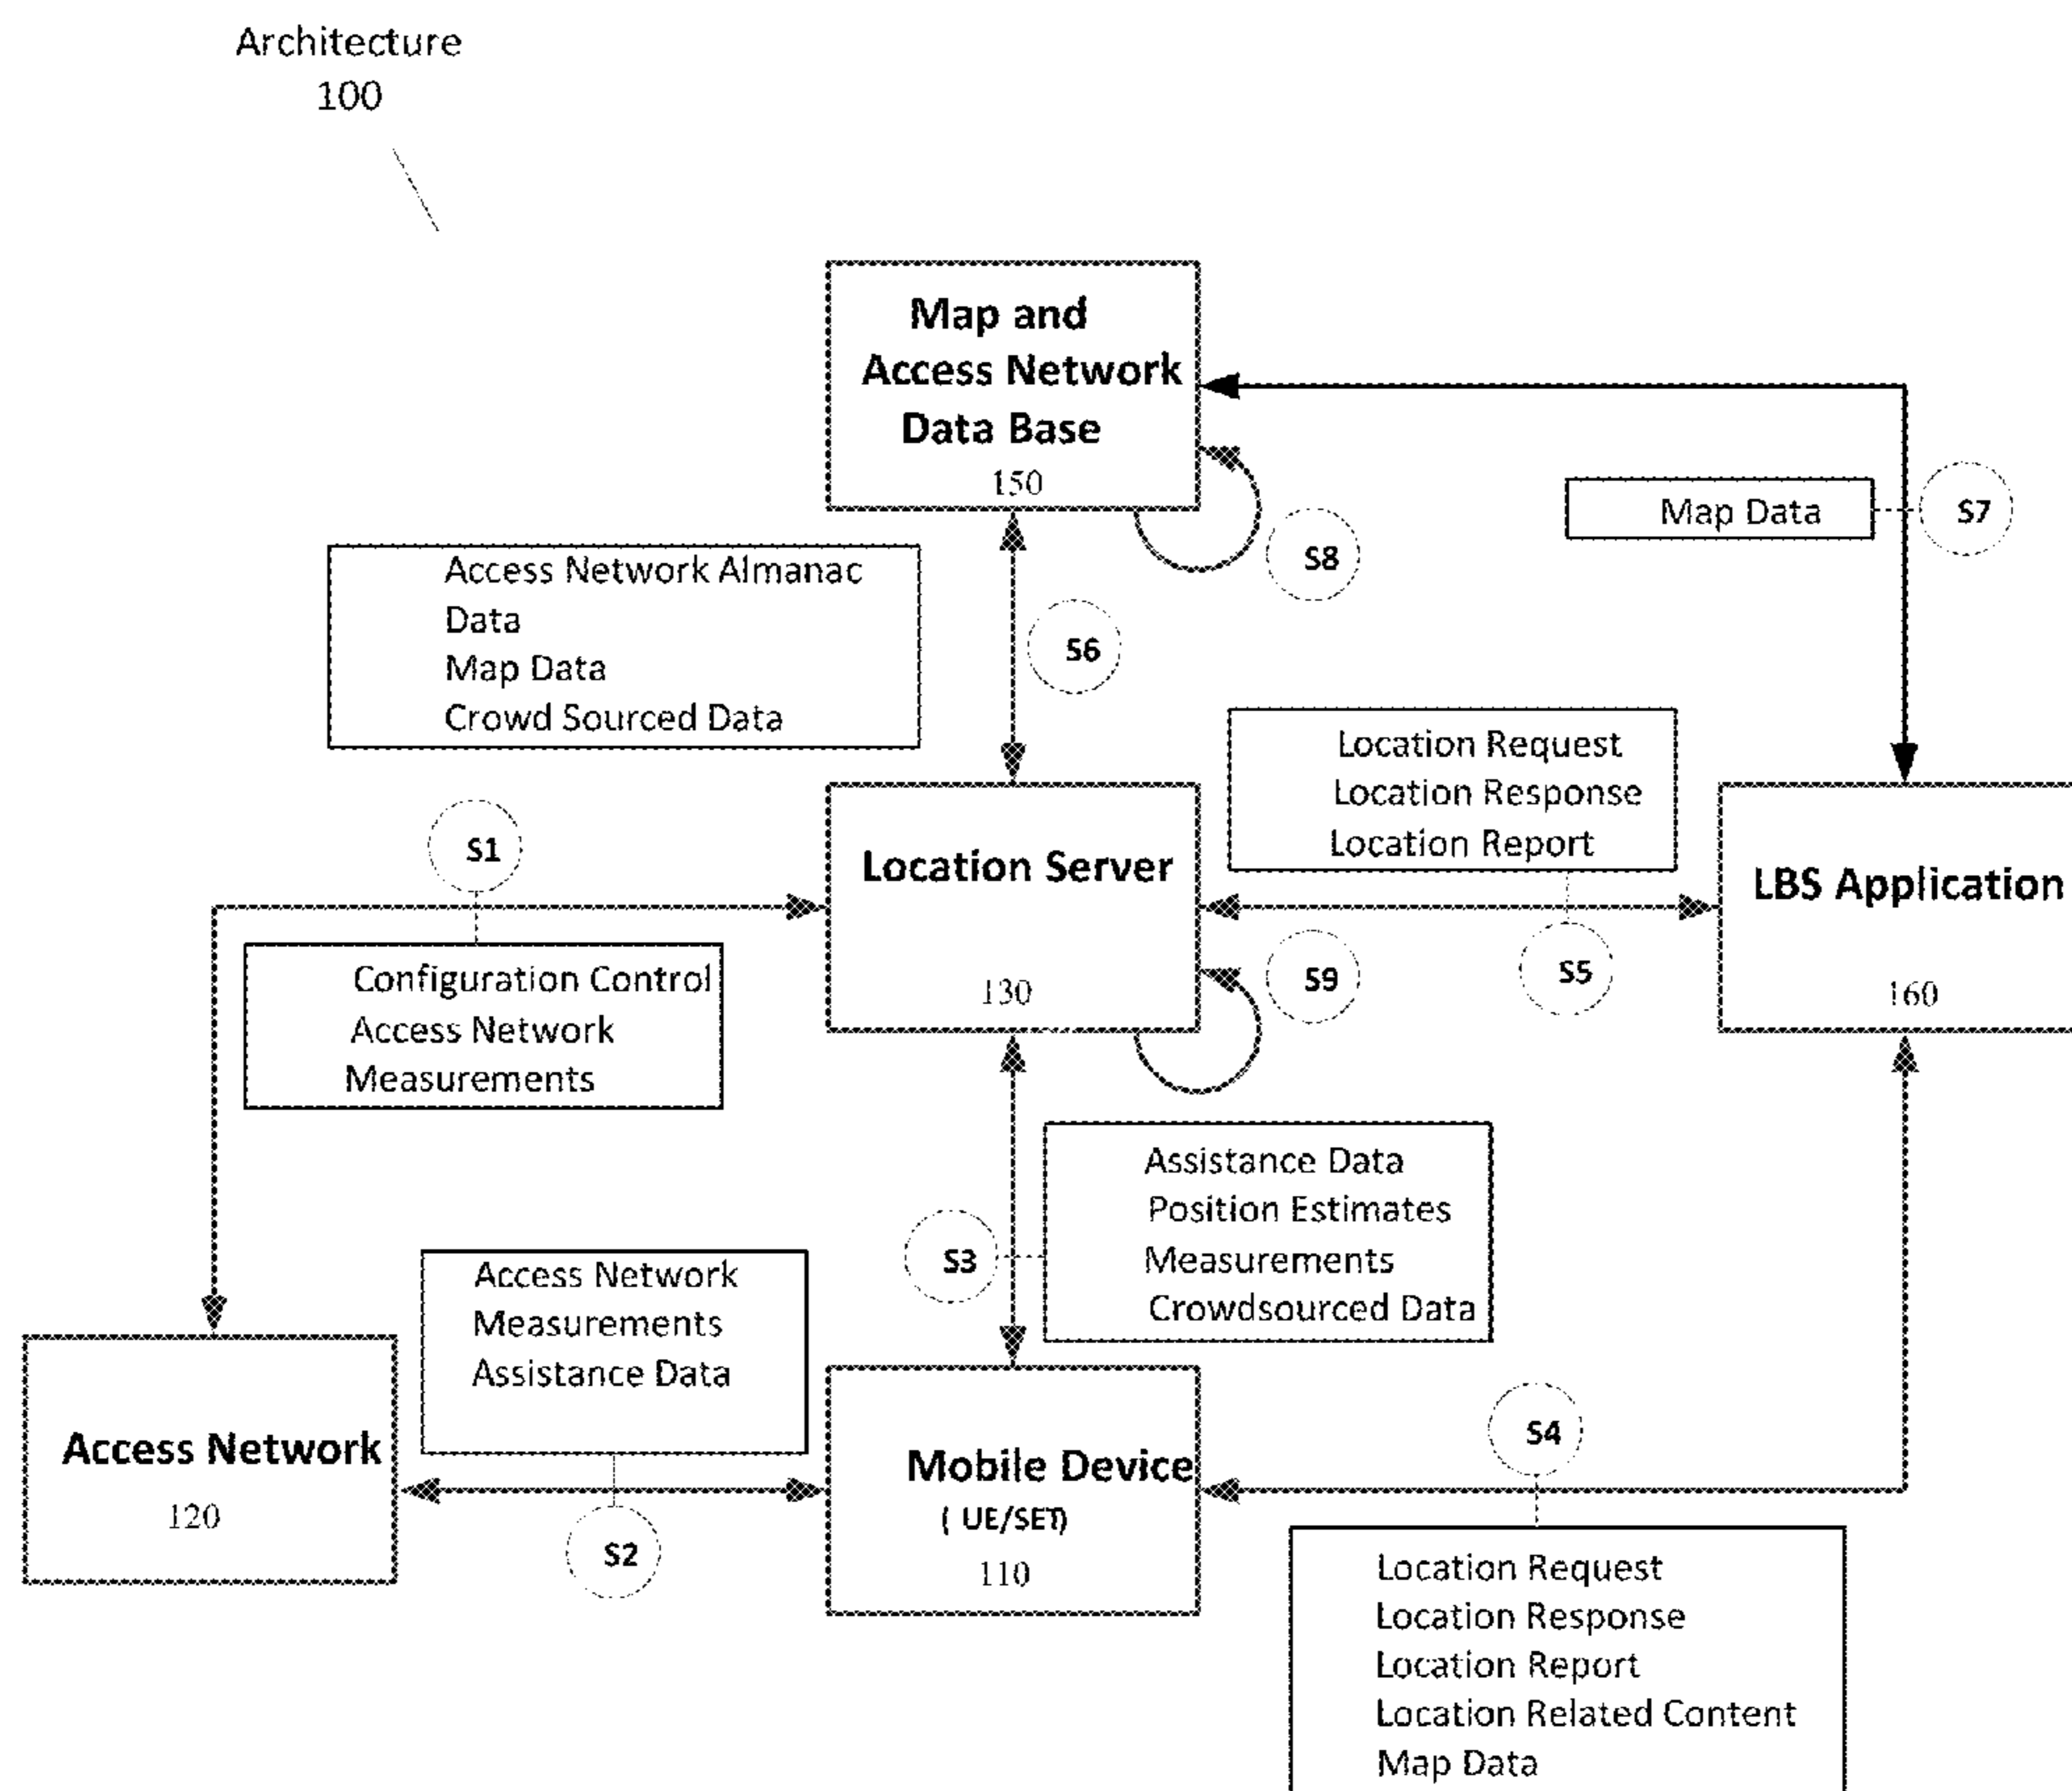 Architecture
100
Map and
Access Network
Data Base
150
S8
Map Data
S7
Access Network Almanac
Data
Map Data
Crowd Sourced Data
S6
Location Request
Location Response
Location Report
S1
Location Server
130
S9
S5
LBS Application
160
Configuration Control
Access Network
Measurements
Assistance Data
Position Estimates
Measurements
Crowdsourced Data
S3
Access Network
Measurements
Assistance Data
Access Network
120
S2
Mobile Device
( UE/SET)
110
S4
Location Request
Location Response
Location Report
Location Related Content
Map Data